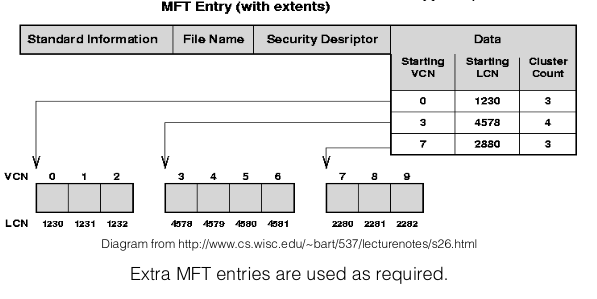 MFT Entry (with extents)
Standard Information File Name Security Desriptor Data
Starting VCN Starting LCN Cluster Count
0 1230 3
3 4578 4
7 2880 3
VCN 0 1 2 3 4 5 6 7 8 9
LCN 1230 1231 1232 4578 4579 4580 4581 2280 2281 2282
Diagram from http://www.cs.wisc.edu/~bart/537/lecturenotes/s26.html
Extra MFT entries are used as required.